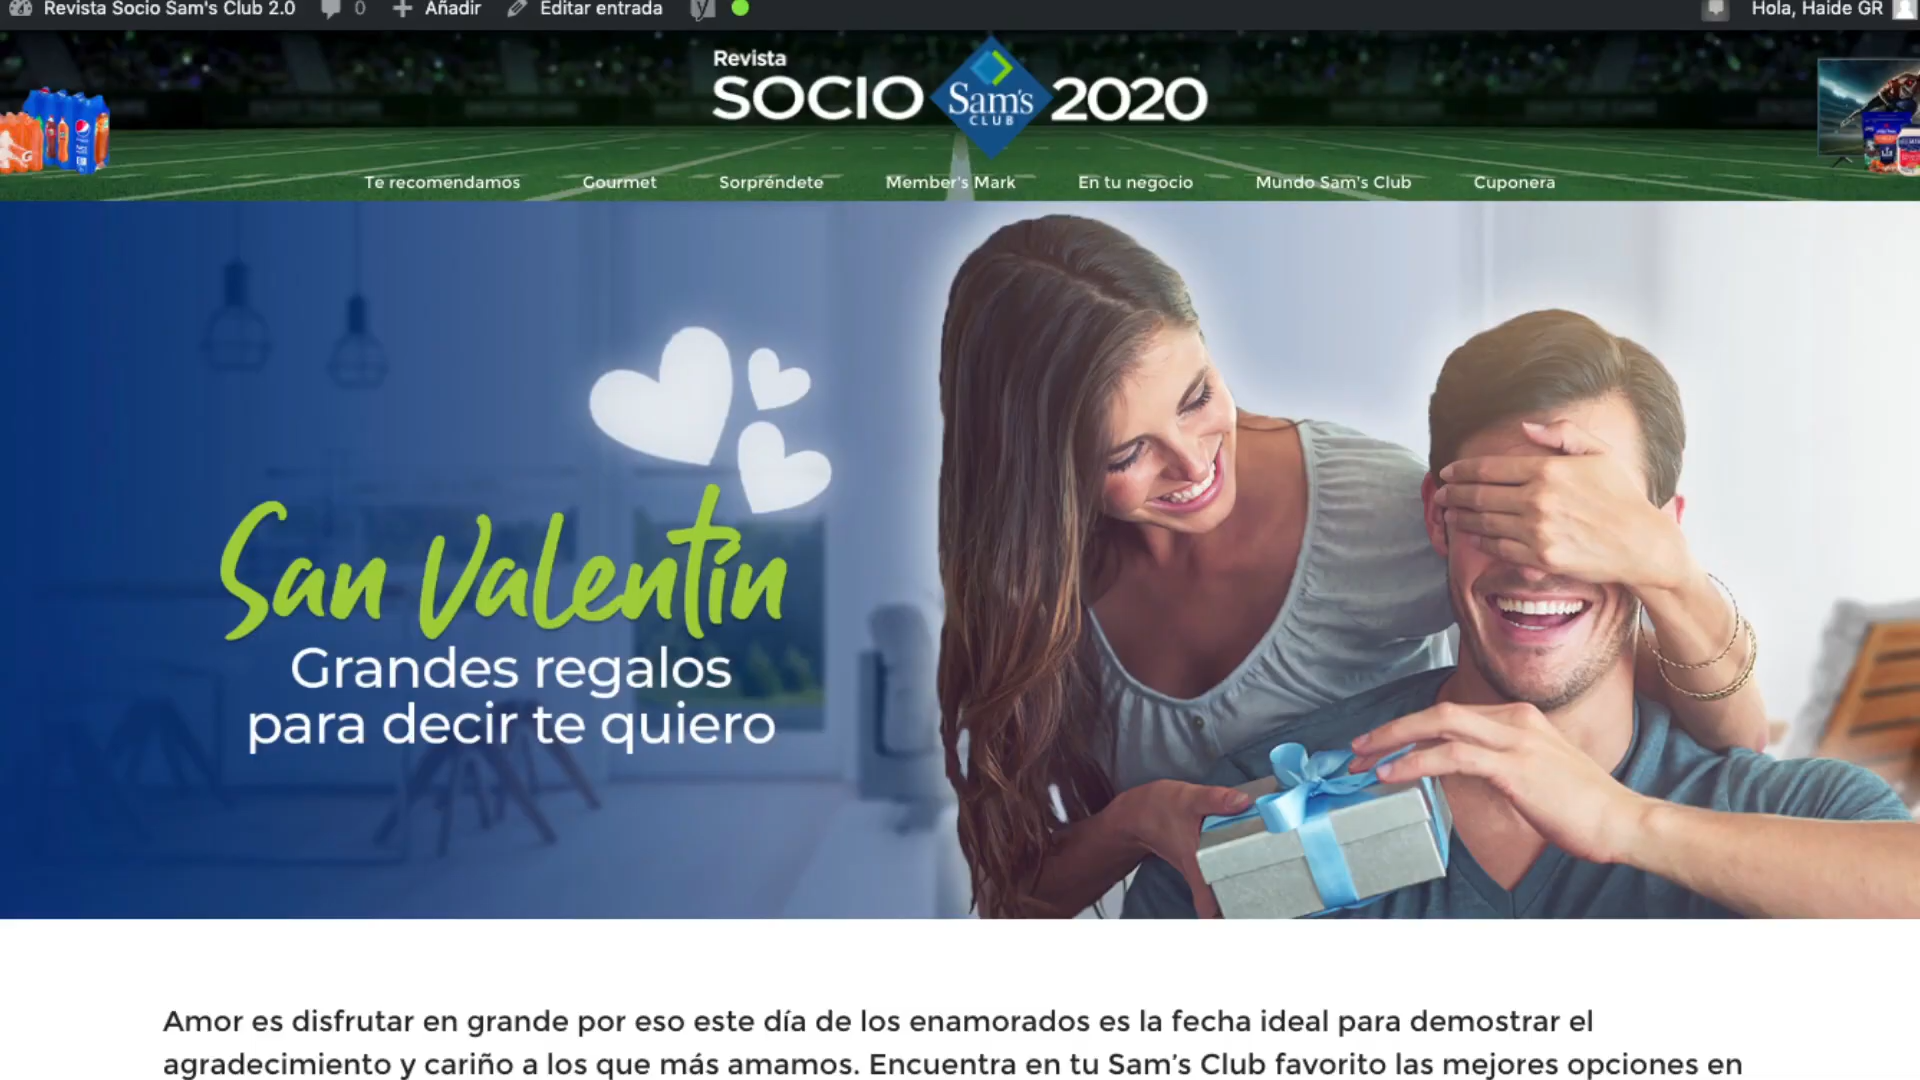 Revista Socio Sam's Club 2.0 0 Añadir Editar entrada Hola, Haide GR
Revista
SOCIO Sam's CLUB 2020
Te recomendamos Gourmet Sorpréndete Member's Mark En tu negocio Mundo Sam's Club Cuponera
San Valentín
Grandes regalos
para decir te quiero
Amor es disfrutar en grande por eso este día de los enamorados es la fecha ideal para demostrar el
agradecimiento y cariño a los que más amamos. Encuentra en tu Sam's Club favorito las mejores opciones en